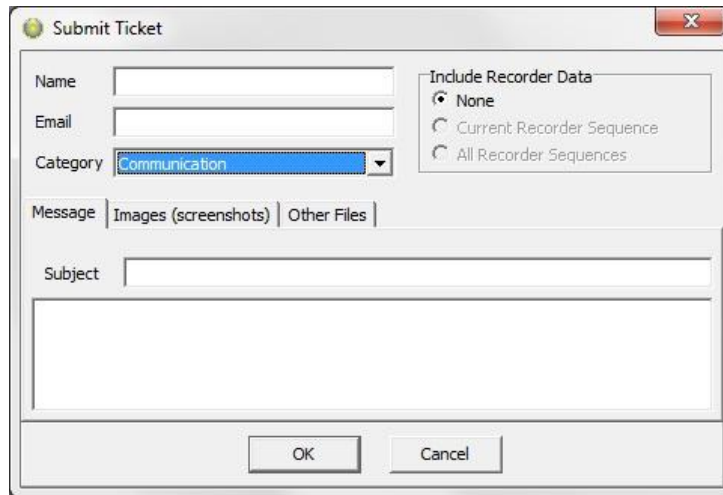 Submit Ticket
X
Name
Include Recorder Data
None
Email
Current Recorder Sequence
Category
Communication
All Recorder Sequences
Message
Images (screenshots)
Other Files
Subject
OK
Cancel